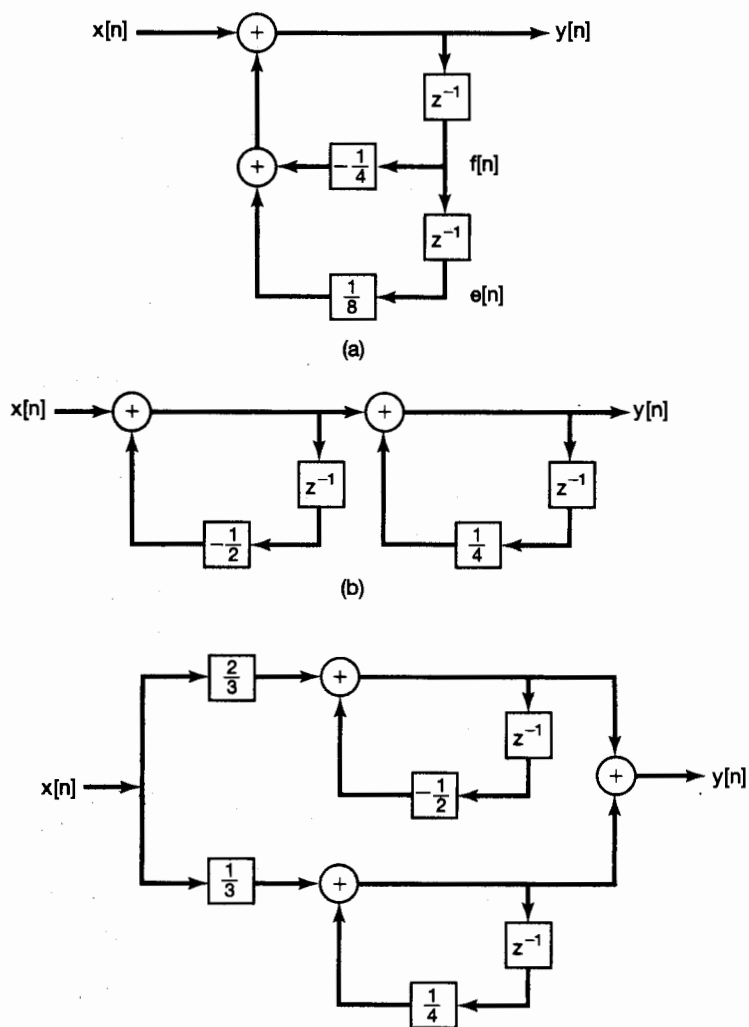 x[n] + y[n]
z⁻¹
+ -1/4 f[n]
z⁻¹
1/8 e[n]
(a)
x[n] + + y[n]
z⁻¹ z⁻¹
-1/2 1/4
(b)
2/3 +
z⁻¹
x[n] -1/2 + y[n]
1/3 +
z⁻¹
1/4